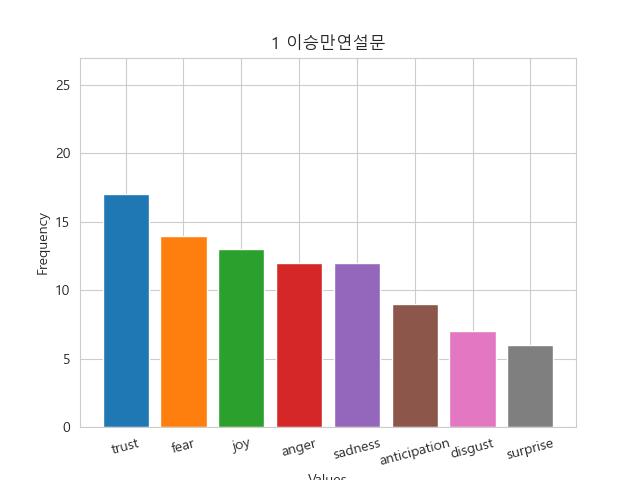 1 이승만연설문
Frequency
25
20
15
10
5
0
trust fear joy anger sadness anticipation disgust surprise
Values